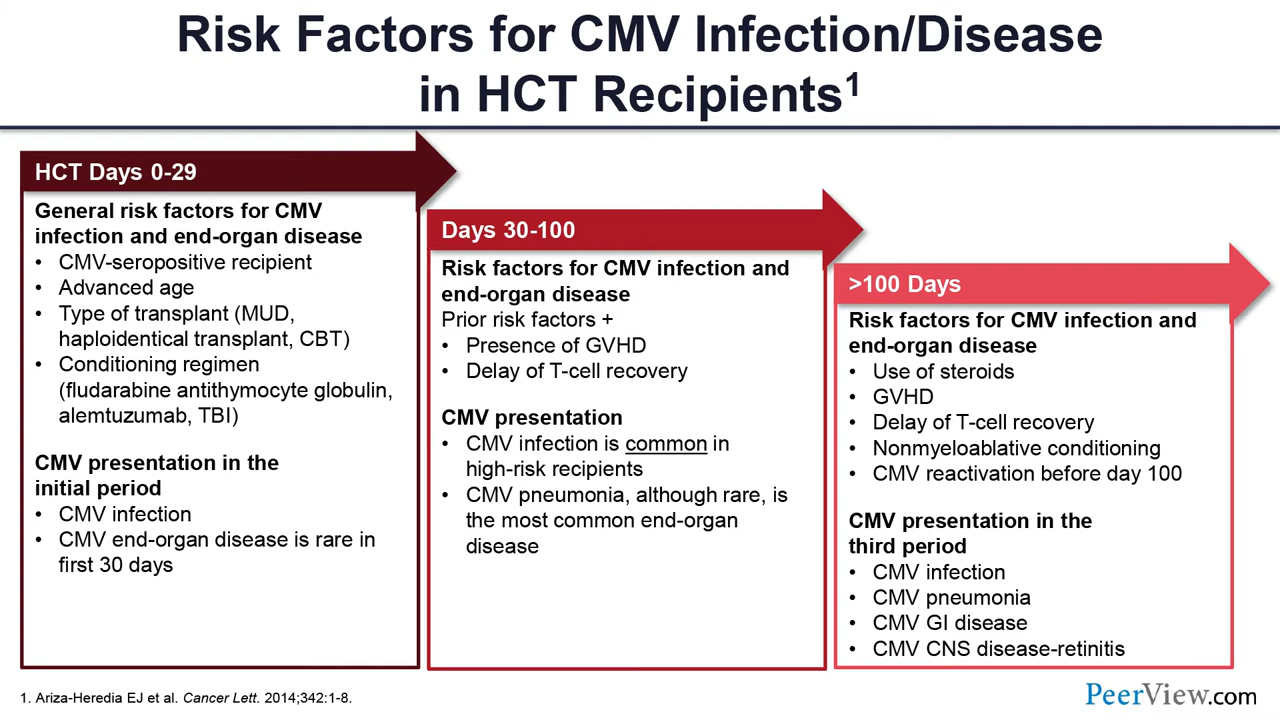 Risk Factors for CMV Infection/Disease
in HCT Recipients1
HCT Days 0-29
General risk factors for CMV
infection and end-organ disease
• CMV-seropositive recipient
• Advanced age
• Type of transplant (MUD,
haploidentical transplant, CBT)
• Conditioning regimen
(fludarabine antithymocyte globulin,
alemtuzumab, TBI)
CMV presentation in the
initial period
• CMV infection
• CMV end-organ disease is rare in
first 30 days
Days 30-100
Risk factors for CMV infection and
end-organ disease
Prior risk factors +
• Presence of GVHD
• Delay of T-cell recovery
CMV presentation
• CMV infection is common in
high-risk recipients
• CMV pneumonia, although rare, is
the most common end-organ
disease
>100 Days
Risk factors for CMV infection and
end-organ disease
• Use of steroids
• GVHD
• Delay of T-cell recovery
• Nonmyeloablative conditioning
• CMV reactivation before day 100
CMV presentation in the
third period
• CMV infection
• CMV pneumonia
• CMV GI disease
• CMV CNS disease-retinitis
1. Ariza-Heredia EJ et al. Cancer Lett. 2014;342:1-8.
PeerView.com